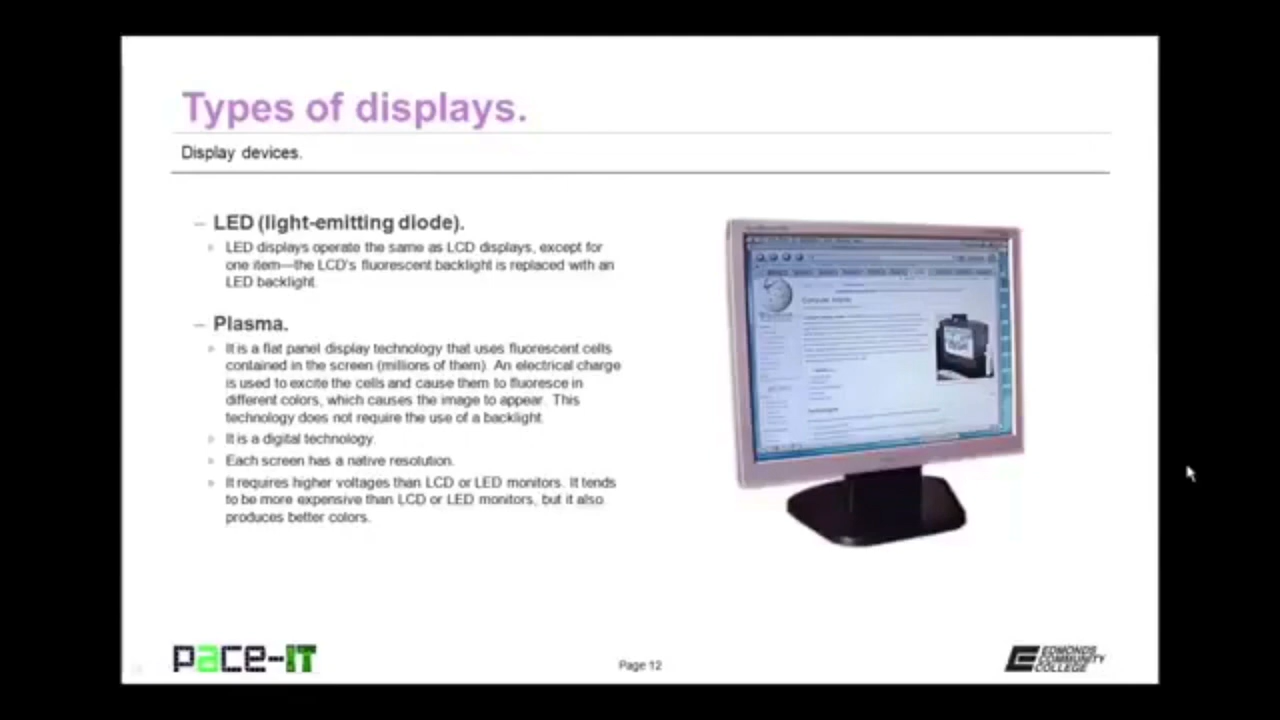 Types of displays.
Display devices.
– LED (light-emitting diode).
» LED displays operate the same as LCD displays, except for
one item—the LCD's fluorescent backlight is replaced with an
LED backlight.
– Plasma.
» It is a flat panel display technology that uses fluorescent cells
contained in the screen (millions of them). An electrical charge
is used to excite the cells and cause them to fluoresce in
different colors, which causes the image to appear. This
technology does not require the use of a backlight.
» It is a digital technology.
» Each screen has a native resolution.
» It requires higher voltages than LCD or LED monitors. It tends
to be more expensive than LCD or LED monitors, but it also
produces better colors.
pace-IT
Page 12
EDMONDS
COMMUNITY
COLLEGE